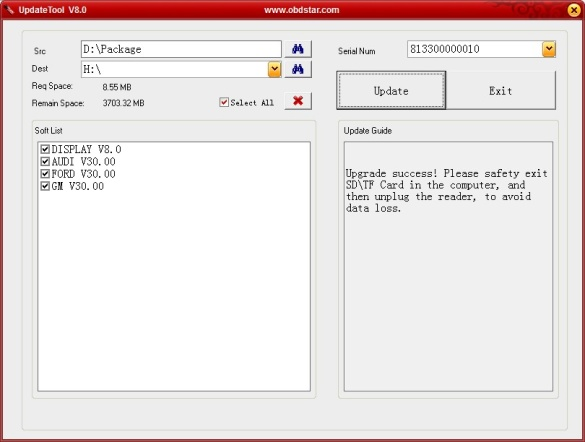 UpdateTool V8.0
www.obdstar.com
Src
D:\Package
Serial Num
813300000010
Dest
H:\
Req Space:
8.55 MB
Remain Space:
3703.32 MB
Select All
Update
Exit
Soft List
DISPLAY V8.0
AUDI V30.00
FORD V30.00
GM V30.00
Update Guide
Upgrade success! Please safety exit
SD\TF Card in the computer, and
then unplug the reader, to avoid
data loss.